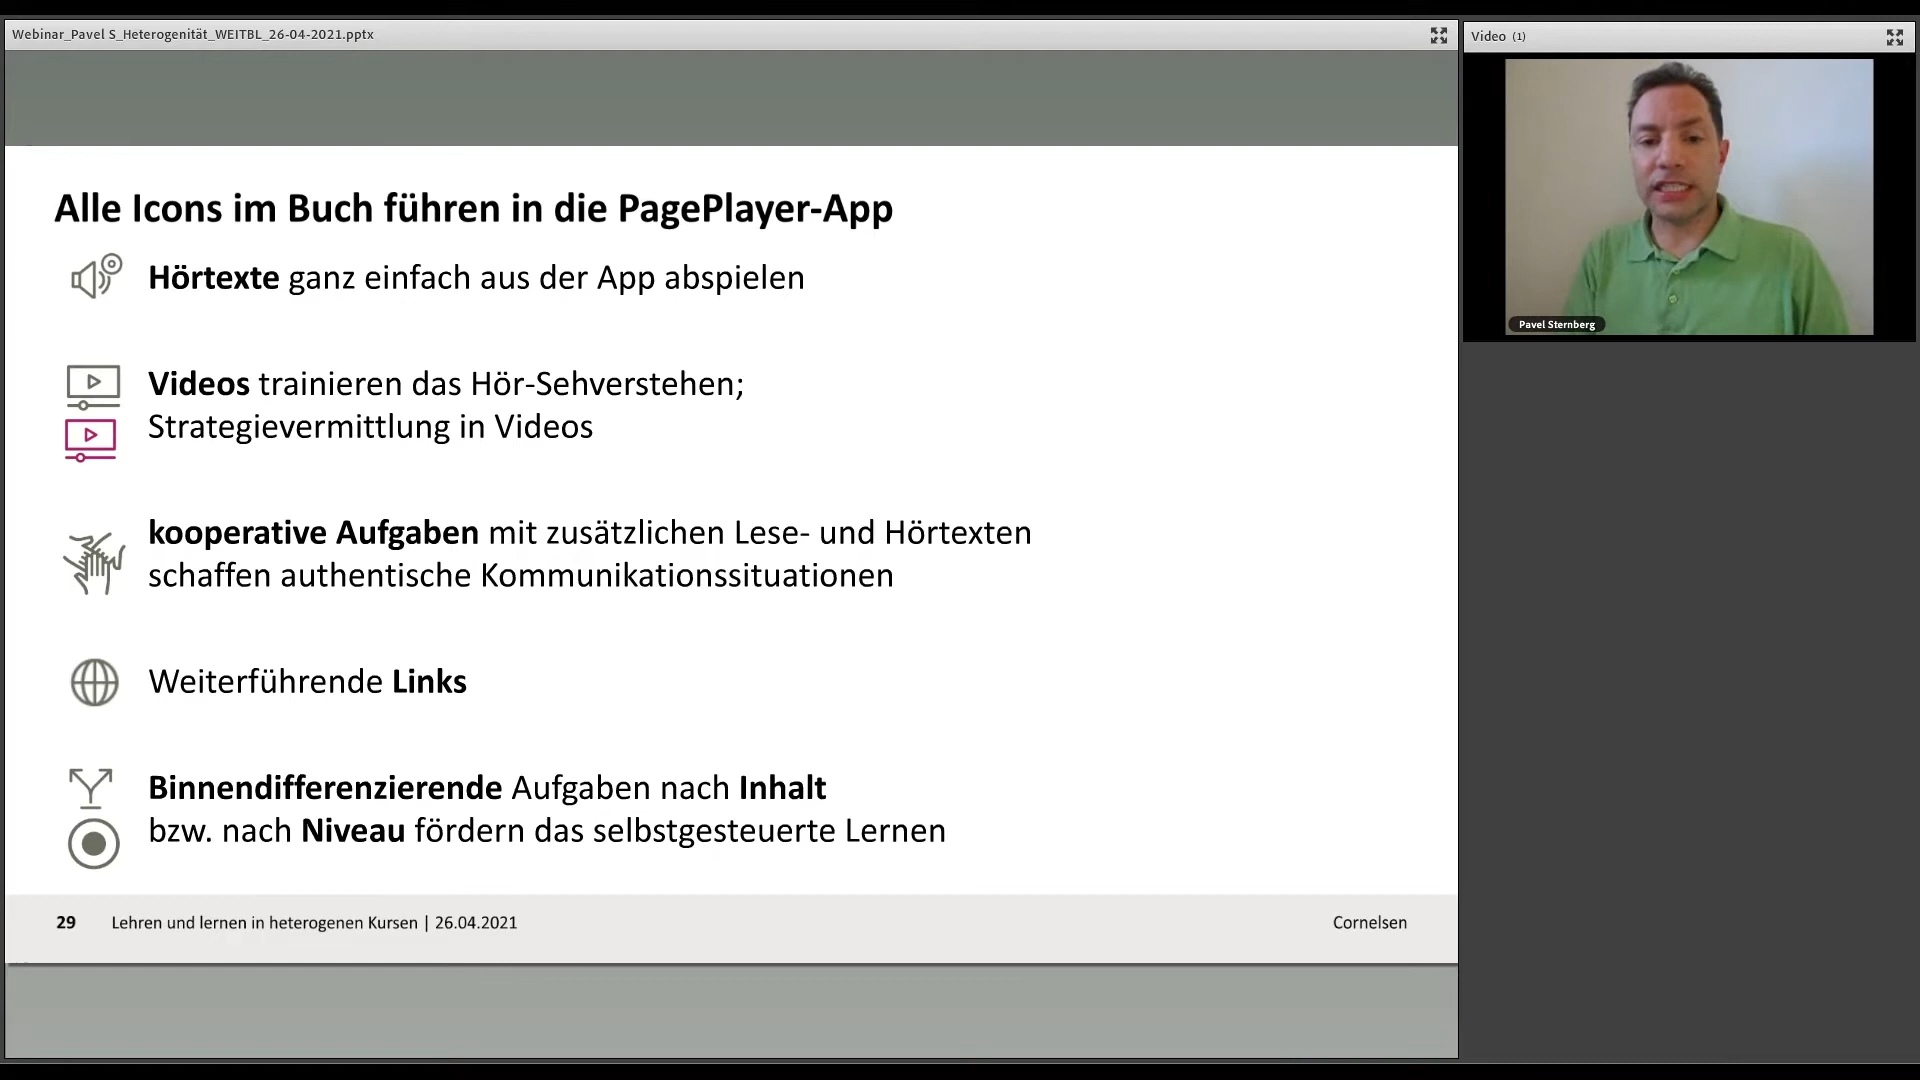 Webinar_Pavel S_Heterogenität_WEITBL_26-04-2021.pptx
Video (1)
Pavel Sternberg
Alle Icons im Buch führen in die PagePlayer-App
Hörtexte ganz einfach aus der App abspielen
Videos trainieren das Hör-Sehverstehen;
Strategievermittlung in Videos
kooperative Aufgaben mit zusätzlichen Lese- und Hörtexten
schaffen authentische Kommunikationssituationen
Weiterführende Links
Binnendifferenzierende Aufgaben nach Inhalt
bzw. nach Niveau fördern das selbstgesteuerte Lernen
29 Lehren und lernen in heterogenen Kursen | 26.04.2021 Cornelsen